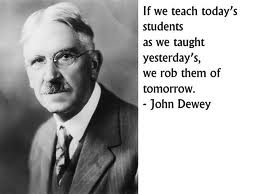 If we teach today's
students
as we taught
yesterday's,
we rob them of
tomorrow.
- John Dewey